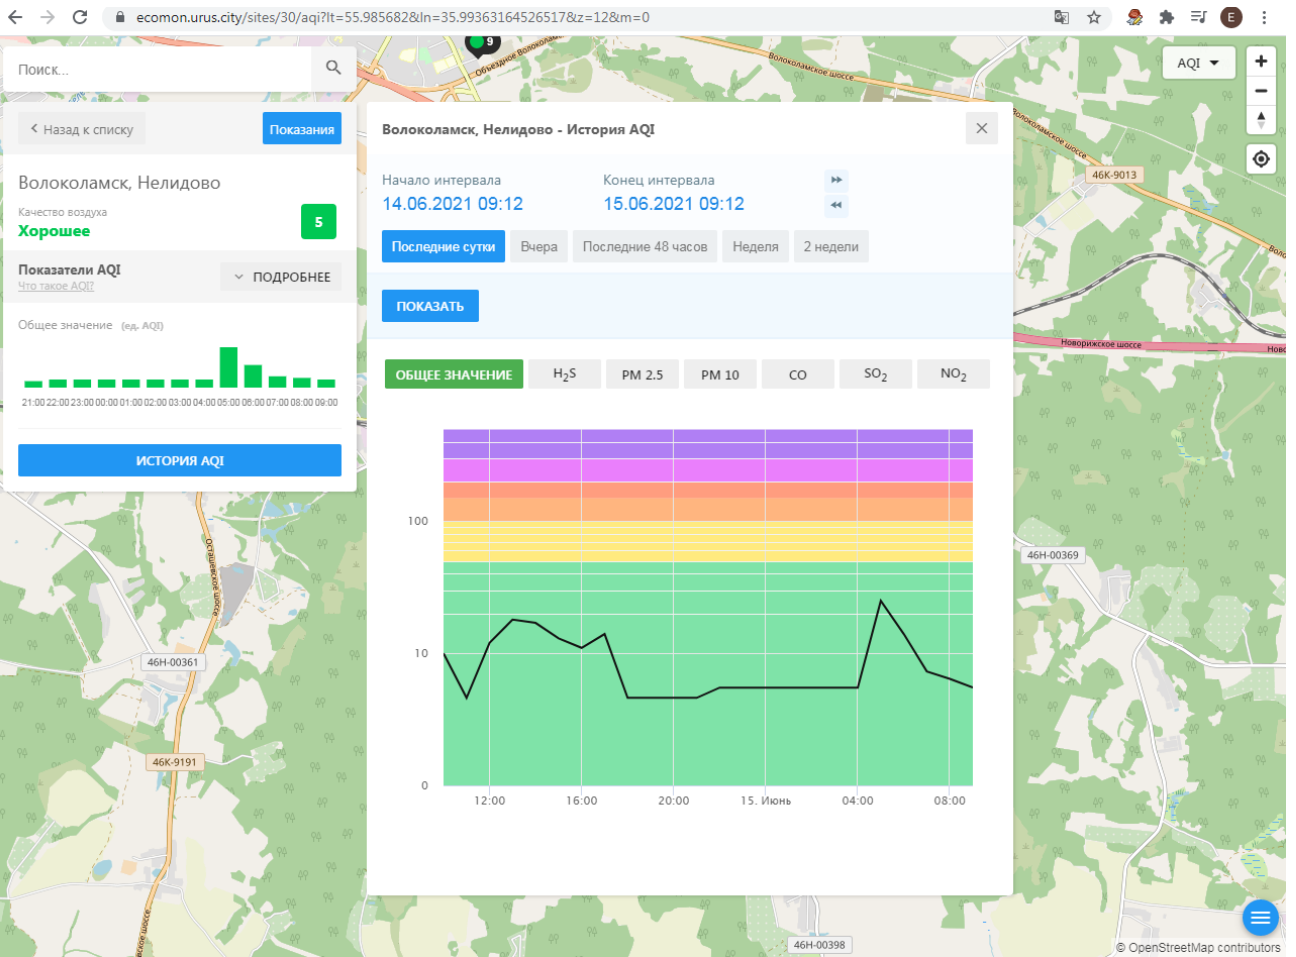 ecomon.urus.city/sites/30/aqi?lt=55.985682&ln=35.99363164526517&z=12&m=0
E
9
Объездное Волоколамск
Волоколамское шоссе
Поиск...
AQI
Назад к списку
Показания
Волоколамск, Нелидово
Качество воздуха
Хорошее
5
Показатели AQI
Что такое AQI?
ПОДРОБНЕЕ
Общее значение (ед. AQI)
21:00 22:00 23:00 00:00 01:00 02:00 03:00 04:00 05:00 06:00 07:00 08:00 09:00
ИСТОРИЯ AQI
Волоколамск, Нелидово - История AQI
Начало интервала
14.06.2021 09:12
Конец интервала
15.06.2021 09:12
Последние сутки
Вчера
Последние 48 часов
Неделя
2 недели
ПОКАЗАТЬ
ОБЩЕЕ ЗНАЧЕНИЕ
H₂S
PM 2.5
PM 10
CO
SO₂
NO₂
100
10
0
12:00
16:00
20:00
15. Июнь
04:00
08:00
Волоколамское шоссе
46К-9013
Новорижское шоссе
46Н-00369
Осташевское шоссе
46Н-00361
46К-9191
46Н-00398
© OpenStreetMap contributors